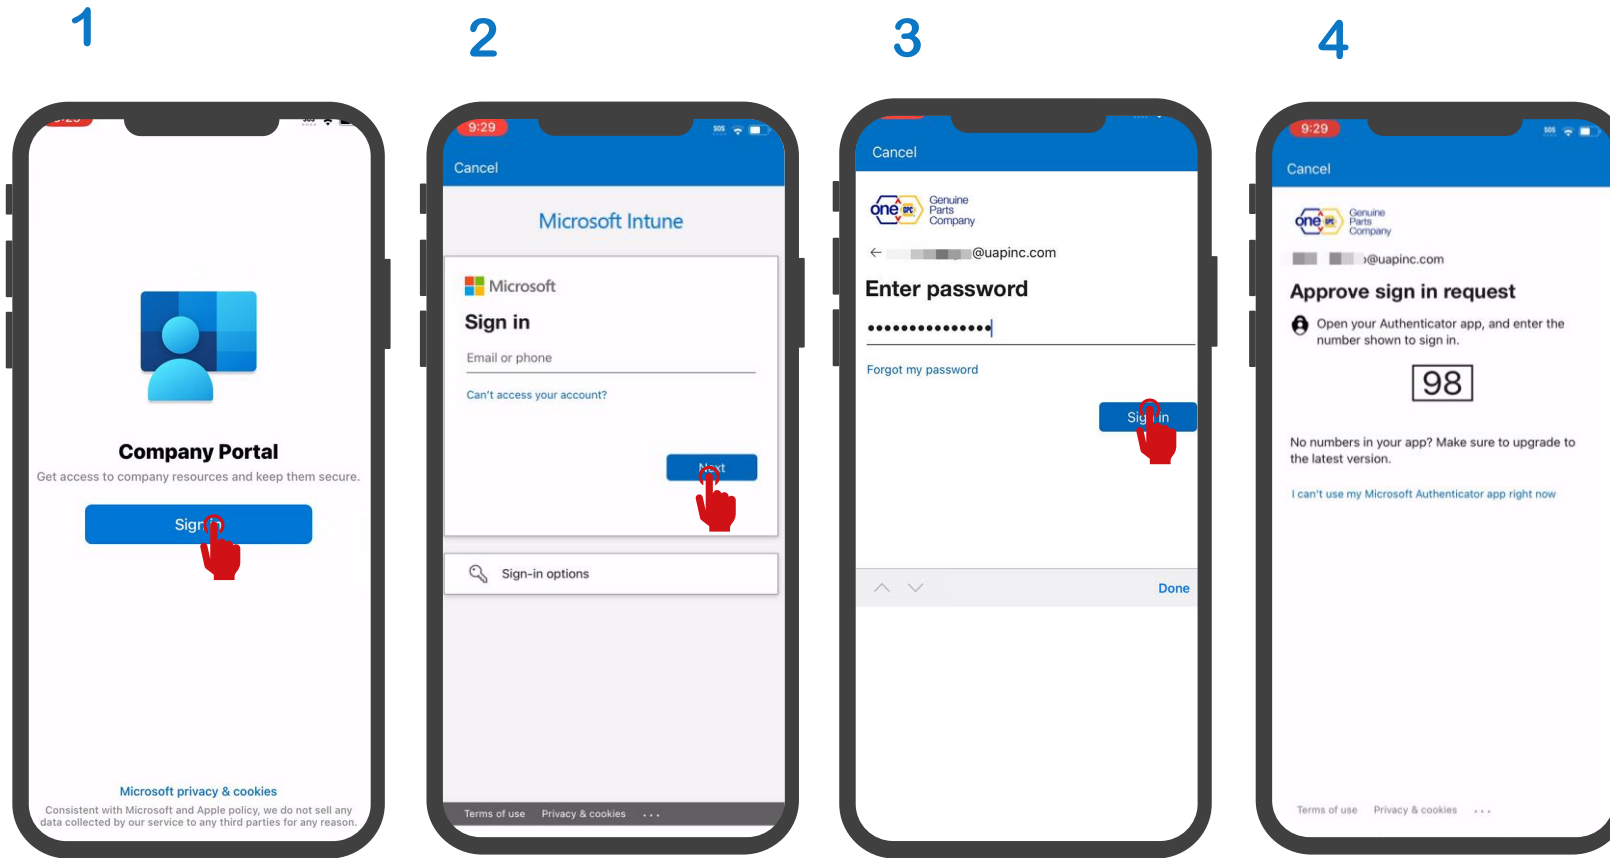 1
2
3
4
Company Portal
Get access to company resources and keep them secure.
Sign in
Microsoft privacy & cookies
Consistent with Microsoft and Apple policy, we do not sell any
data collected by our service to any third parties for any reason.
9:29
SOS
Cancel
Microsoft Intune
Microsoft
Sign in
Email or phone
Can't access your account?
Next
Sign-in options
Terms of use Privacy & cookies ...
Cancel
one GPC
Genuine
Parts
Company
@uapinc.com
Enter password
Forgot my password
Sign in
Done
9:29
SOS
Cancel
one GPC
Genuine
Parts
Company
@uapinc.com
Approve sign in request
Open your Authenticator app, and enter the
number shown to sign in.
98
No numbers in your app? Make sure to upgrade to
the latest version.
I can't use my Microsoft Authenticator app right now
Terms of use Privacy & cookies ...